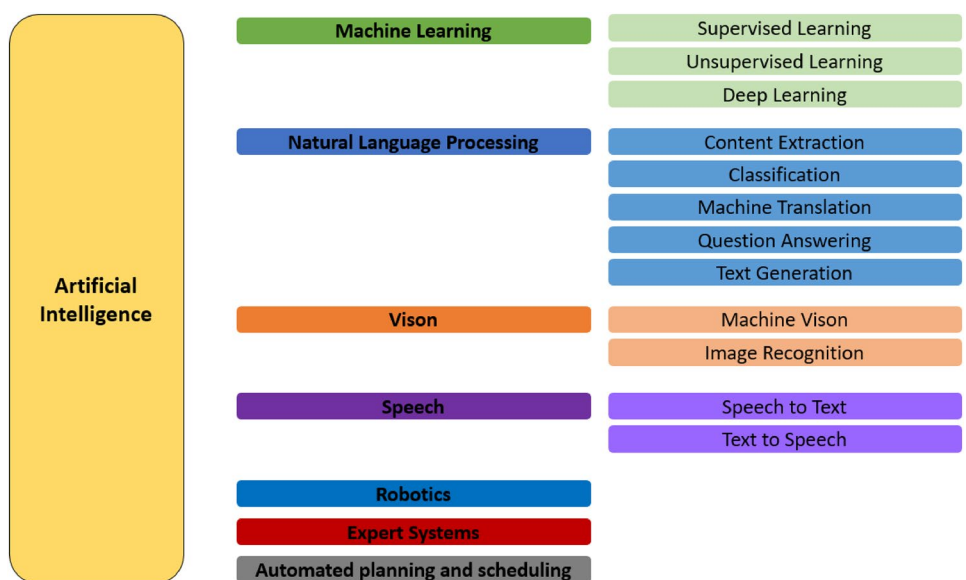 Artificial
Intelligence
Machine Learning
Supervised Learning
Unsupervised Learning
Deep Learning
Natural Language Processing
Content Extraction
Classification
Machine Translation
Question Answering
Text Generation
Vison
Machine Vison
Image Recognition
Speech
Speech to Text
Text to Speech
Robotics
Expert Systems
Automated planning and scheduling